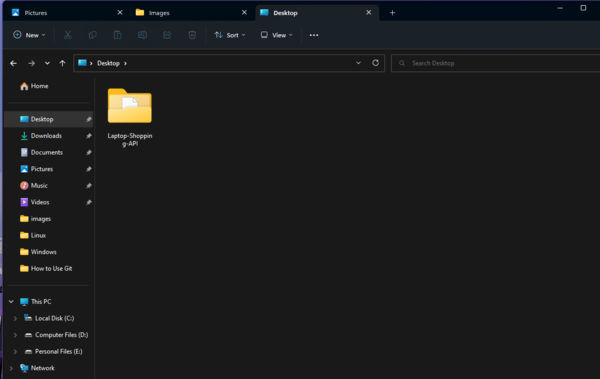 Pictures
Images
Desktop
New
Sort
View
Desktop
Search Desktop
Home
Desktop
Downloads
Documents
Pictures
Music
Videos
images
Linux
Windows
How to Use Git
This PC
Local Disk (C:)
Computer Files (D:)
Personal Files (E:)
Network
Laptop-Shoppin
g-API